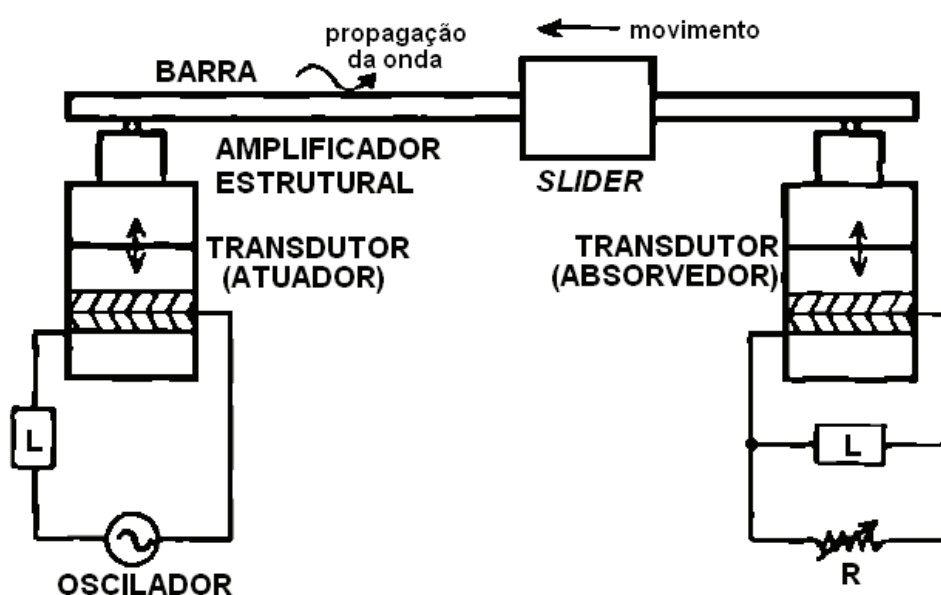 movimento
propagação
da onda
BARRA
AMPLIFICADOR
ESTRUTURAL
SLIDER
TRANSDUTOR
(ATUADOR)
TRANSDUTOR
(ABSORVEDOR)
L
L
OSCILADOR
R